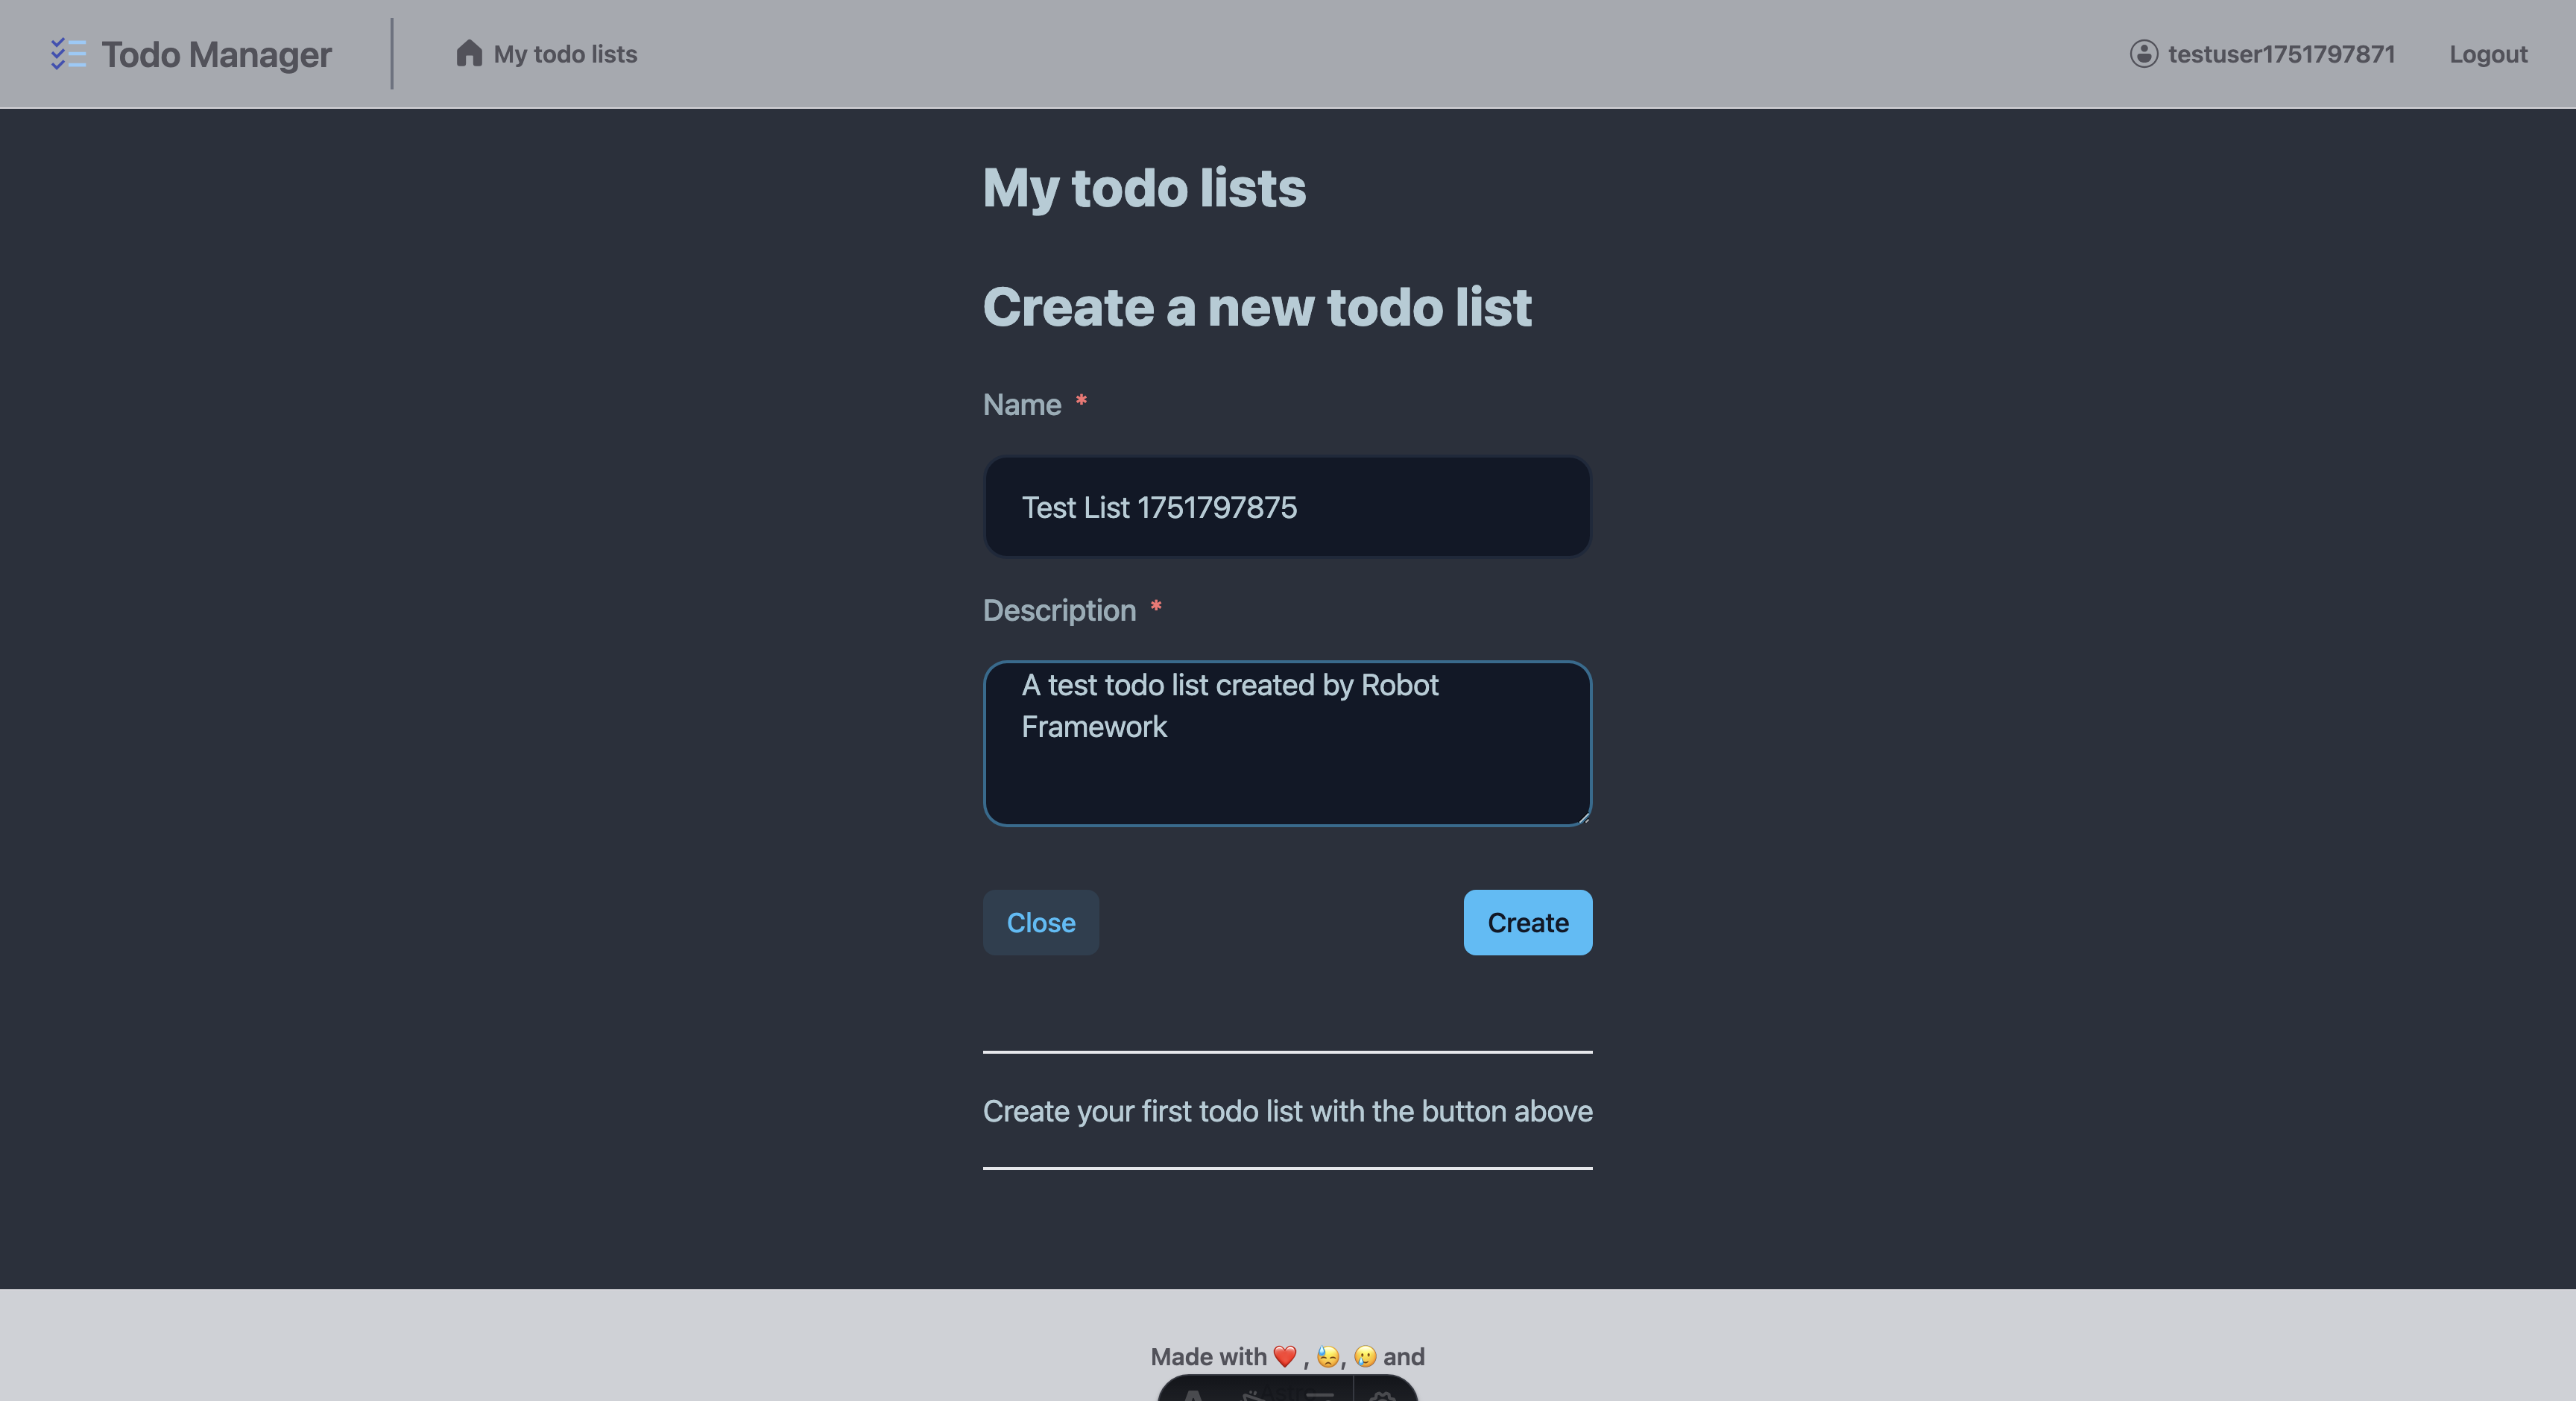 Todo Manager
My todo lists
testuser1751797871
Logout
My todo lists
Create a new todo list
Name *
Test List 1751797875
Description *
A test todo list created by Robot
Framework
Close
Create
Create your first todo list with the button above
Made with ❤️ , 😓, 🥲 and